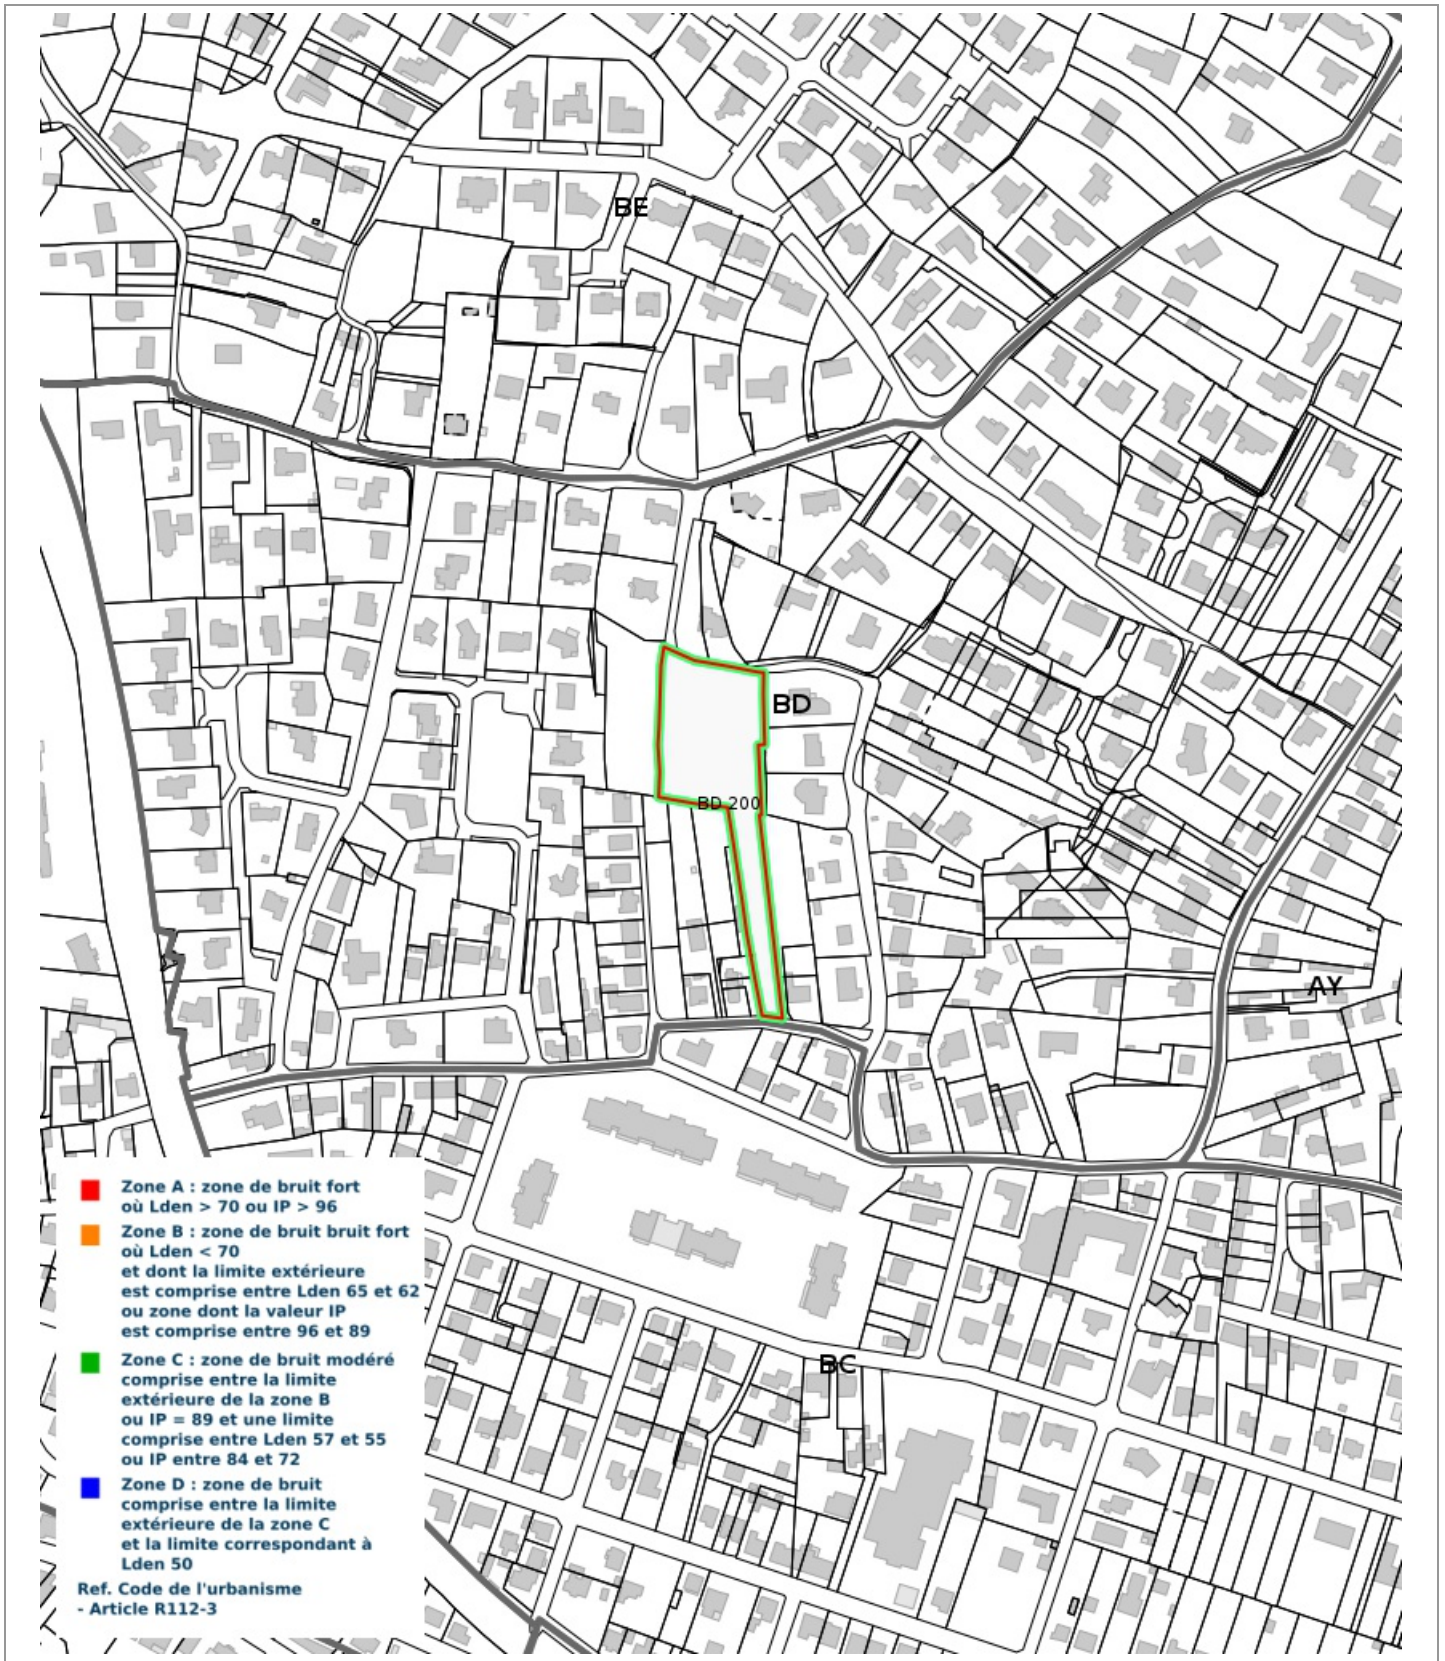 BE
BD
BD 200
AY
Zone A : zone de bruit fort
où Lden > 70 ou IP > 96
Zone B : zone de bruit bruit fort
où Lden < 70
et dont la limite extérieure
est comprise entre Lden 65 et 62
ou zone dont la valeur IP
est comprise entre 96 et 89
Zone C : zone de bruit modéré
comprise entre la limite
extérieure de la zone B
ou IP = 89 et une limite
comprise entre Lden 57 et 55
ou IP entre 84 et 72
Zone D : zone de bruit
comprise entre la limite
extérieure de la zone C
et la limite correspondant à
Lden 50
Ref. Code de l'urbanisme
- Article R112-3
BC